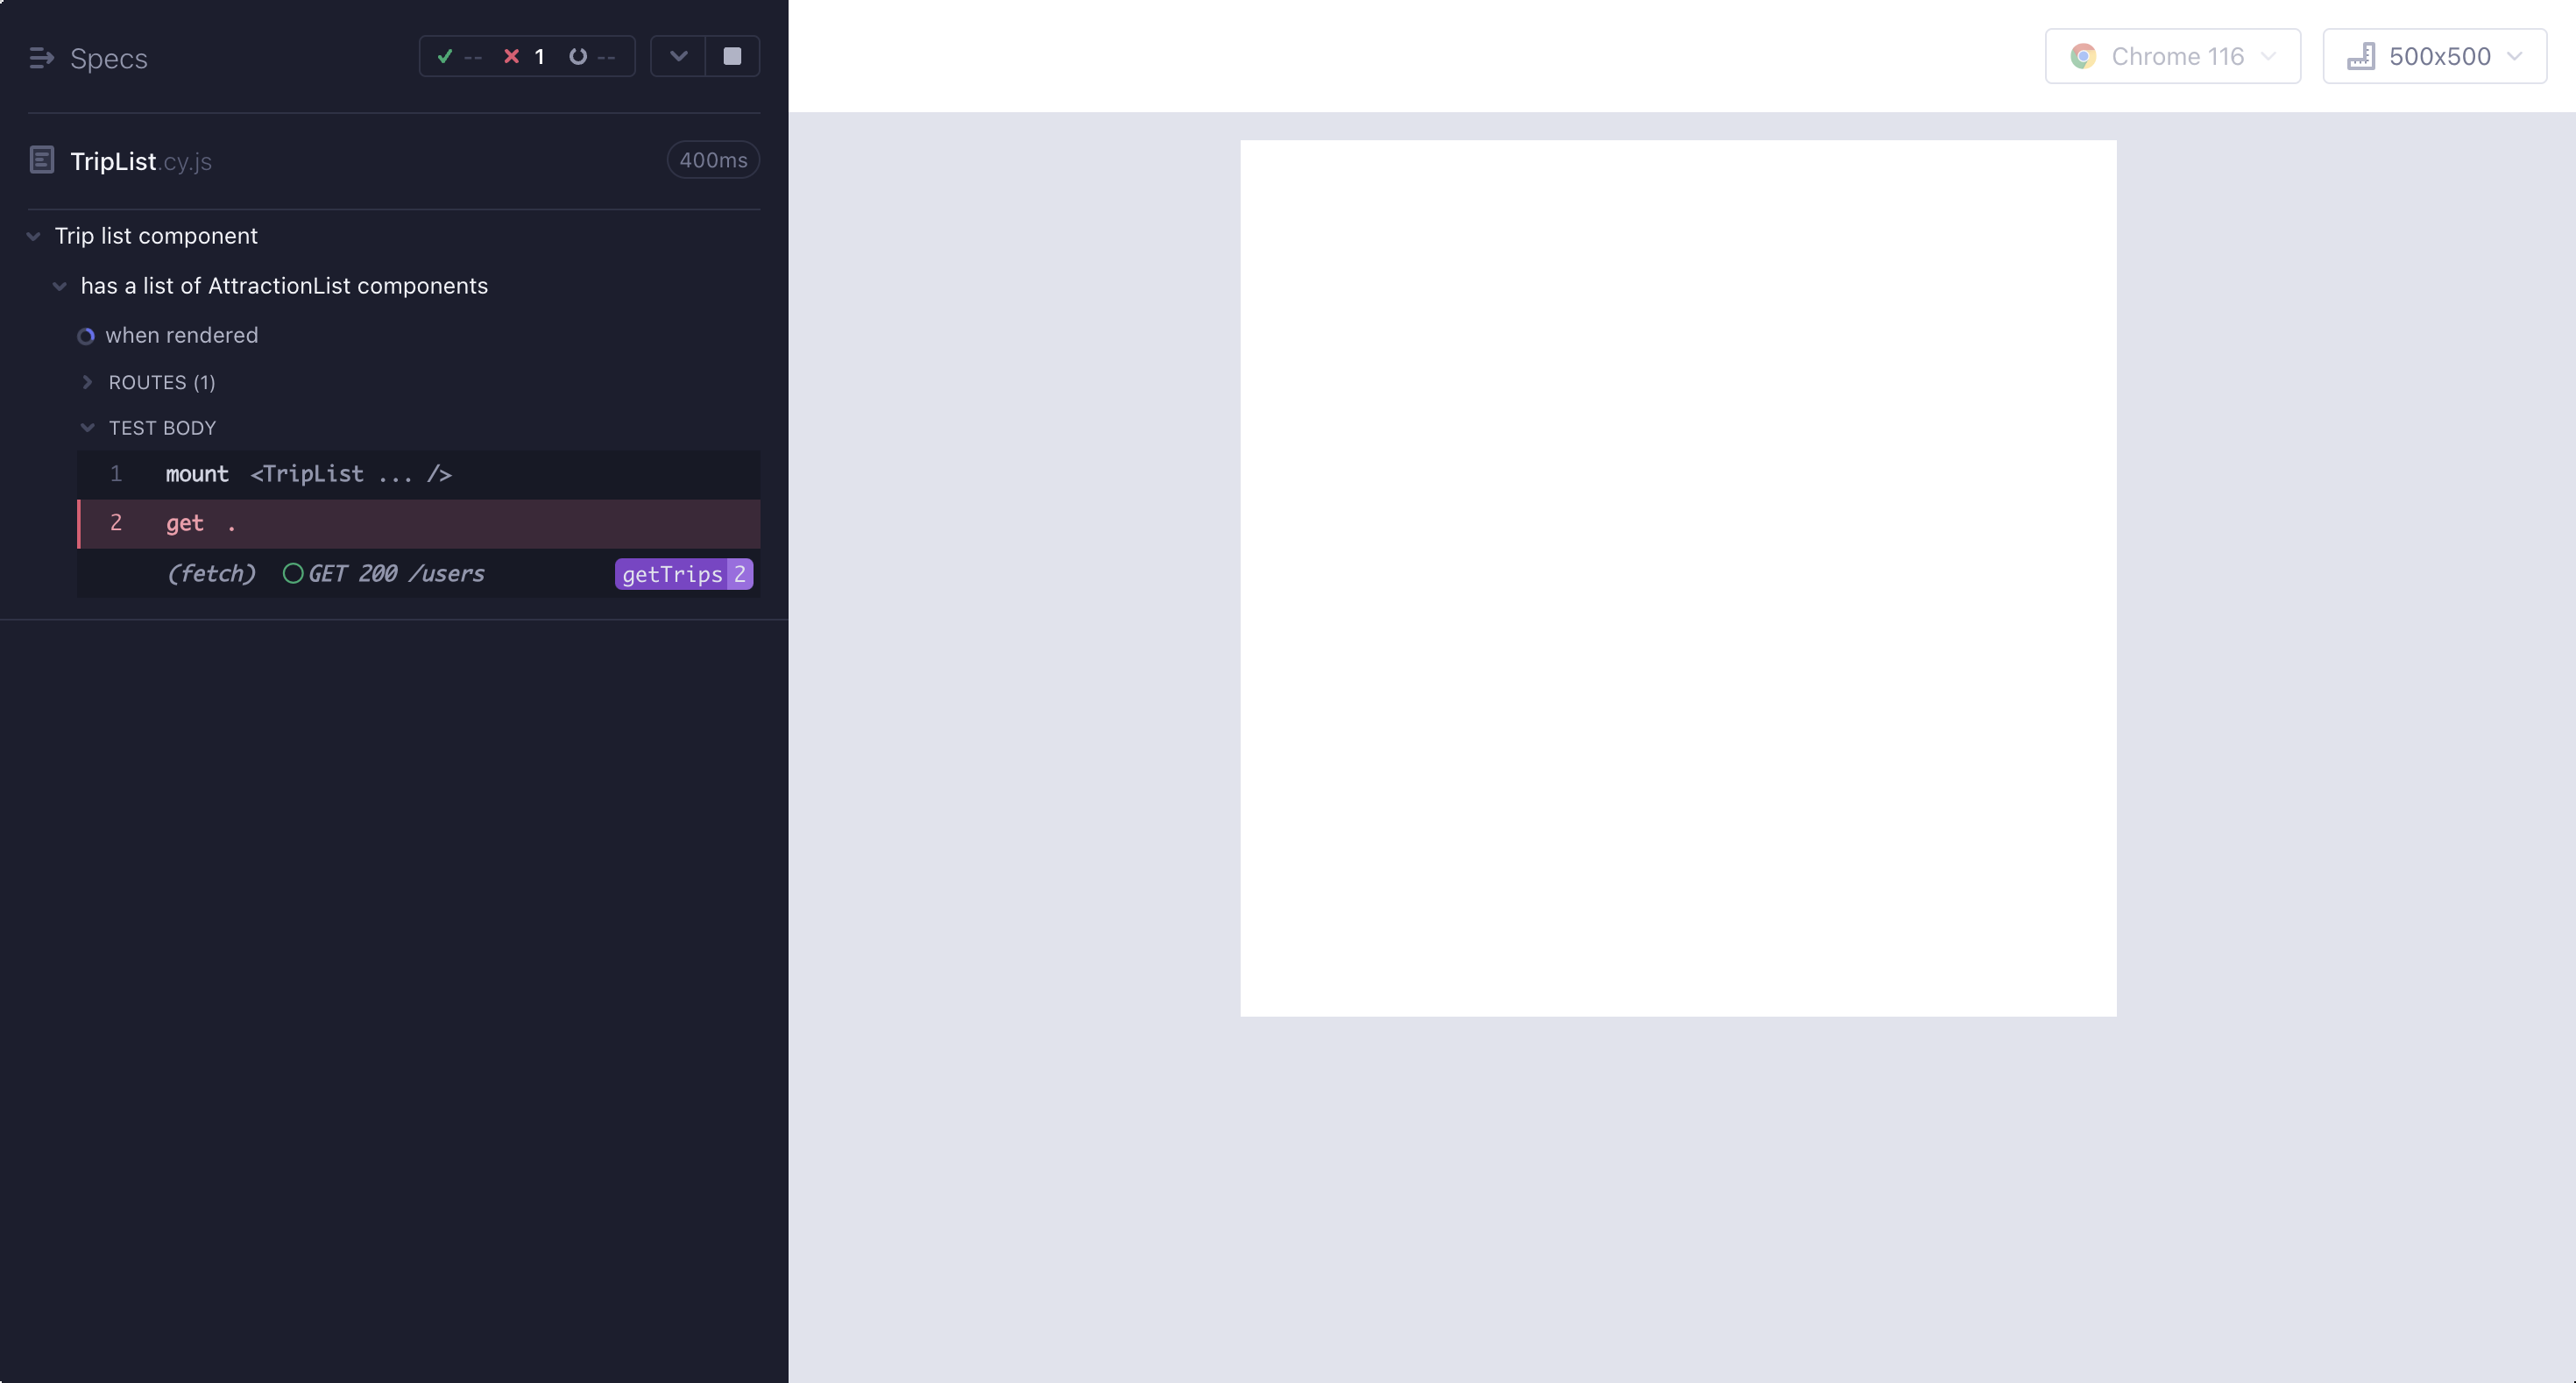 Specs
-- 1 --
TripList.cy.js
400ms
Trip list component
has a list of AttractionList components
when rendered
ROUTES (1)
TEST BODY
1 mount <TripList ... />
2 get .
(fetch) GET 200 /users getTrips 2
Chrome 116
500x500